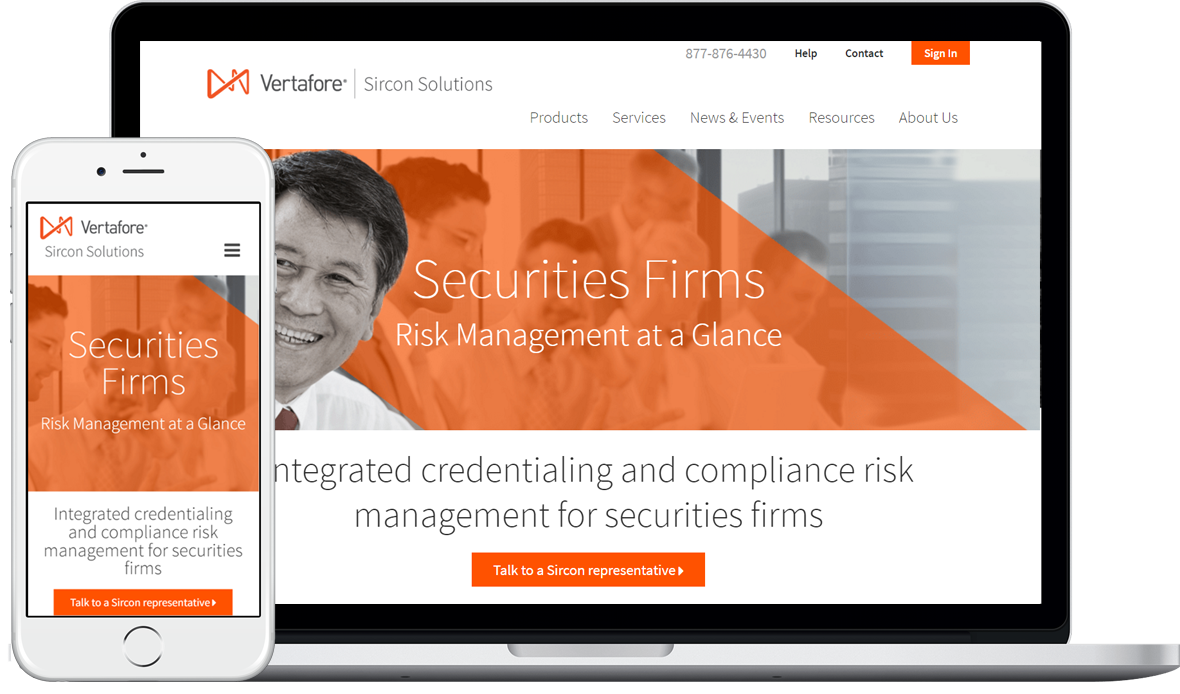 877-876-4430 Help Contact Sign In
Vertafore® Sircon Solutions
Products Services News & Events Resources About Us
Securities Firms
Risk Management at a Glance
ntegrated credentialing and compliance risk
management for securities firms
Talk to a Sircon representative
Vertafore®
Sircon Solutions
Securities
Firms
Risk Management at a Glance
Integrated credentialing
and compliance risk
management for securities
firms
Talk to a Sircon representative